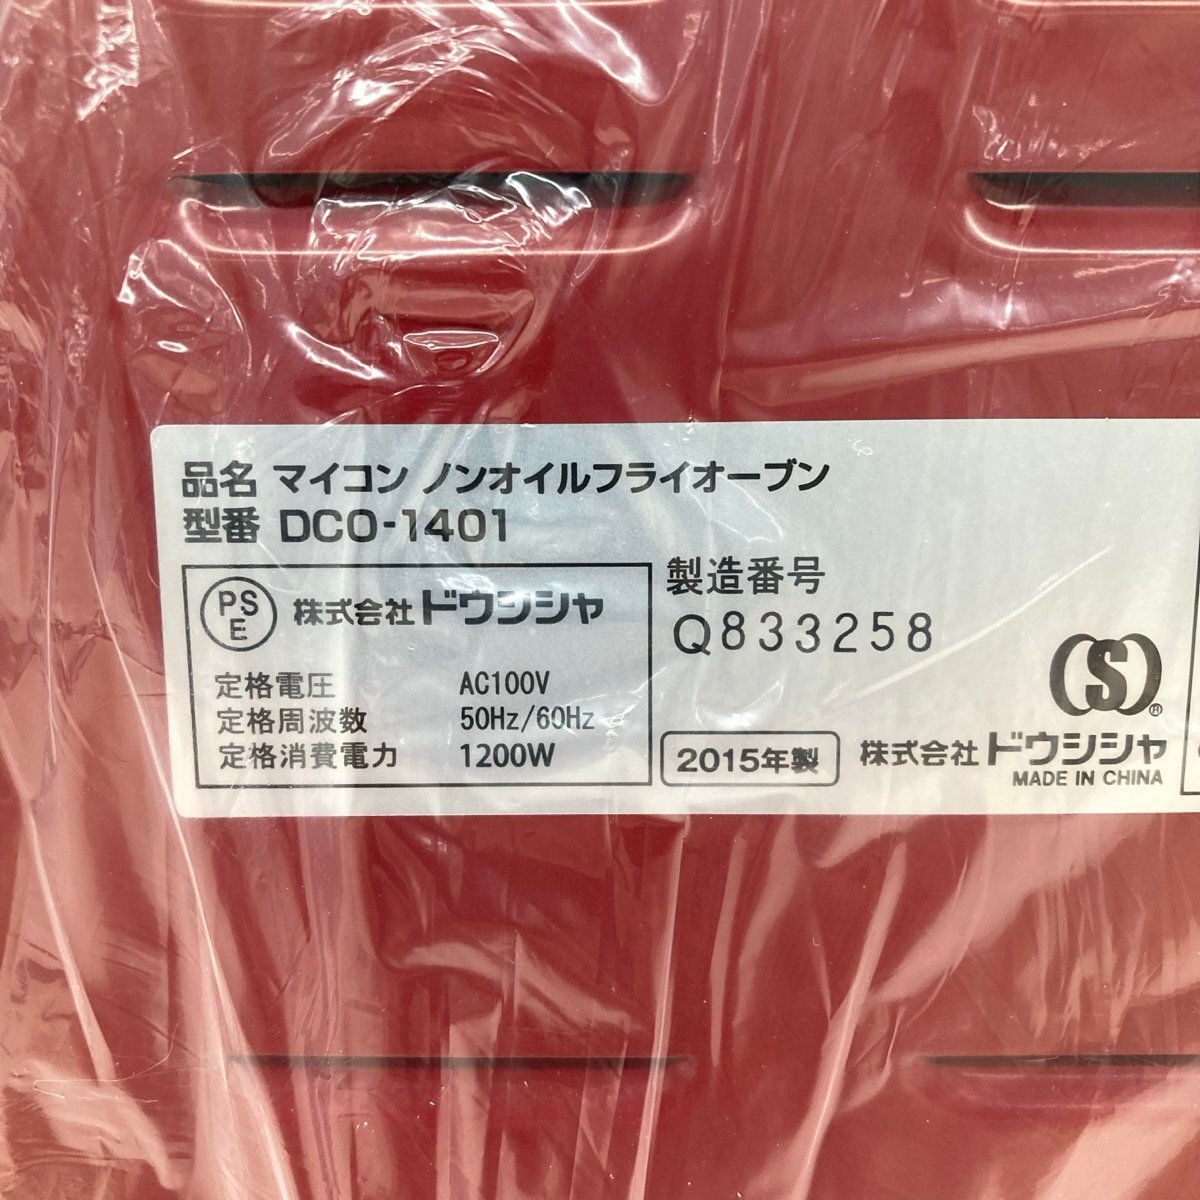 品名 マイコン ノンオイルフライオーブン
型番 DCO-1401
PS
E
株式会社ドウシシャ
定格電圧 AC100V
定格周波数 50Hz/60Hz
定格消費電力 1200W
製造番号
Q833258
(S)®
2015年製
株式会社ドウシシャ
MADE IN CHINA